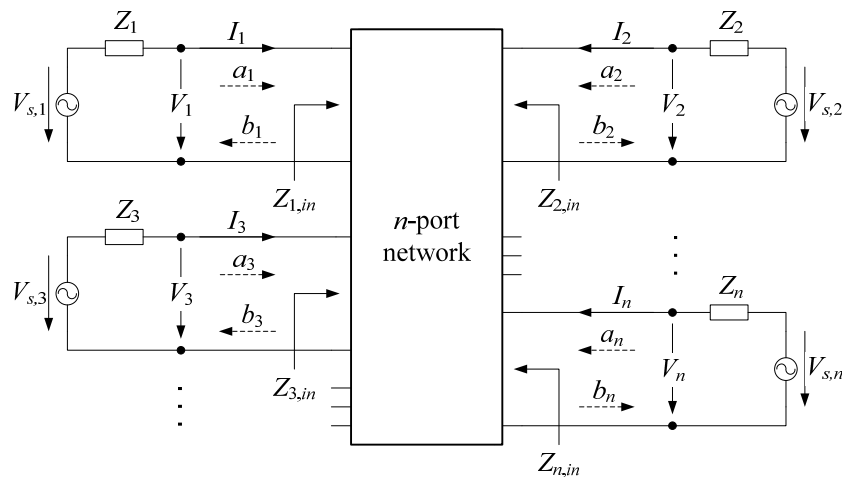 Z1
I1
I2
Z2
a1
a2
Vs,1
V1
V2
Vs,2
b1
b2
Z1,in
Z2,in
n-port
network
Z3
I3
a3
Vs,3
V3
b3
Z3,in
In
Zn
an
Vn
Vs,n
bn
Zn,in